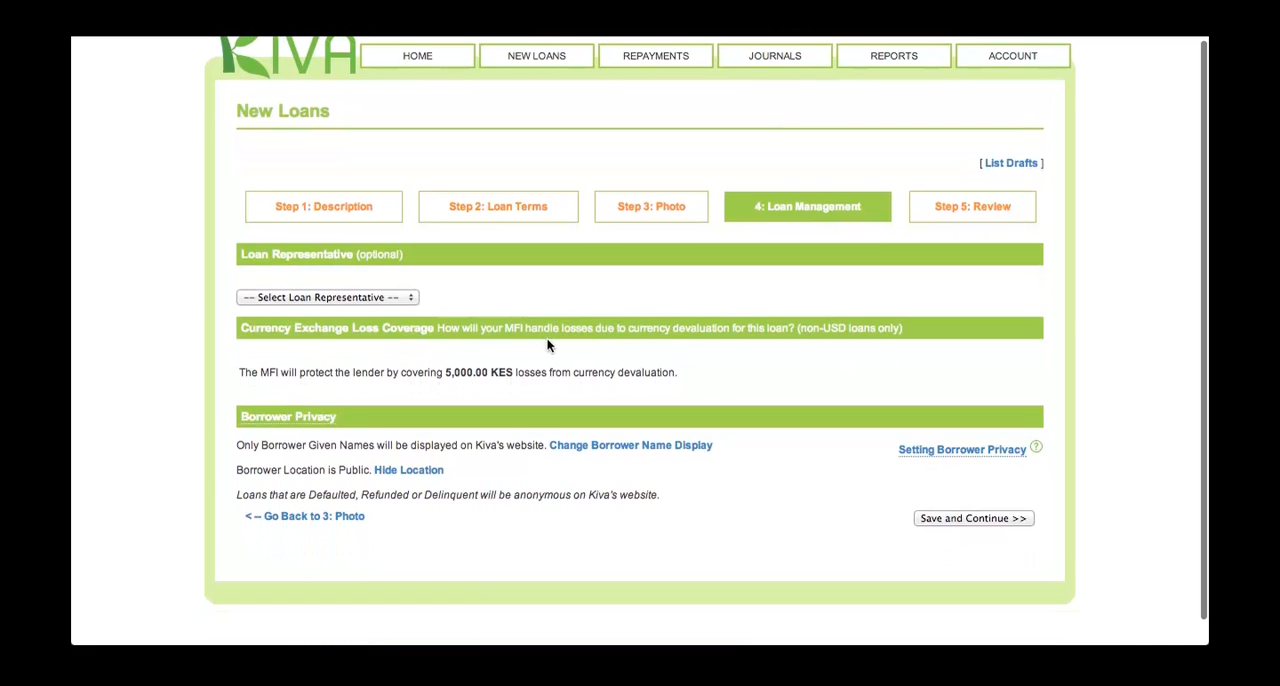 KIVA
HOME NEW LOANS REPAYMENTS JOURNALS REPORTS ACCOUNT
New Loans
[ List Drafts ]
Step 1: Description Step 2: Loan Terms Step 3: Photo 4: Loan Management Step 5: Review
Loan Representative (optional)
-- Select Loan Representative --
Currency Exchange Loss Coverage How will your MFI handle losses due to currency devaluation for this loan? (non-USD loans only)
The MFI will protect the lender by covering 5,000.00 KES losses from currency devaluation.
Borrower Privacy
Only Borrower Given Names will be displayed on Kiva's website. Change Borrower Name Display
Setting Borrower Privacy ?
Borrower Location is Public. Hide Location
Loans that are Defaulted, Refunded or Delinquent will be anonymous on Kiva's website.
< -- Go Back to 3: Photo
Save and Continue >>